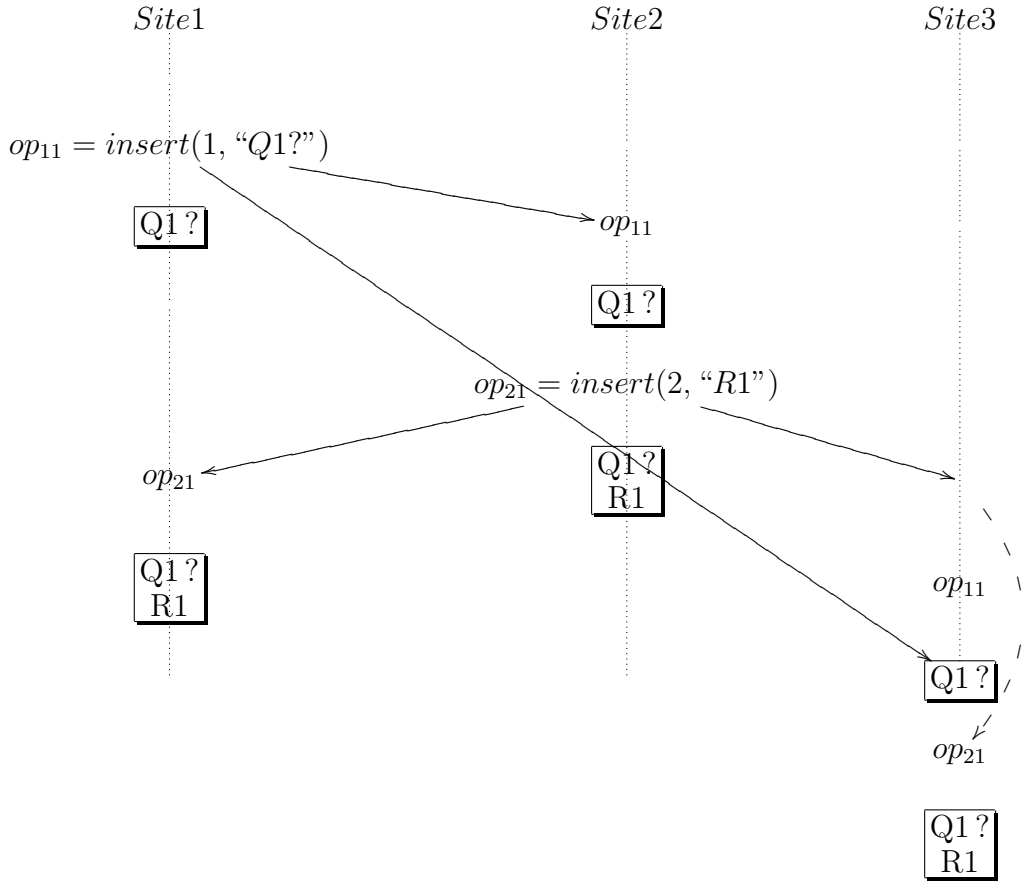 Site1 Site2 Site3
op11 = insert(1, “Q1?”)
Q1 ?
op11
Q1 ?
op21 = insert(2, “R1”)
op21
Q1 ?
R1
Q1 ?
R1
op11
Q1 ?
op21
Q1 ?
R1